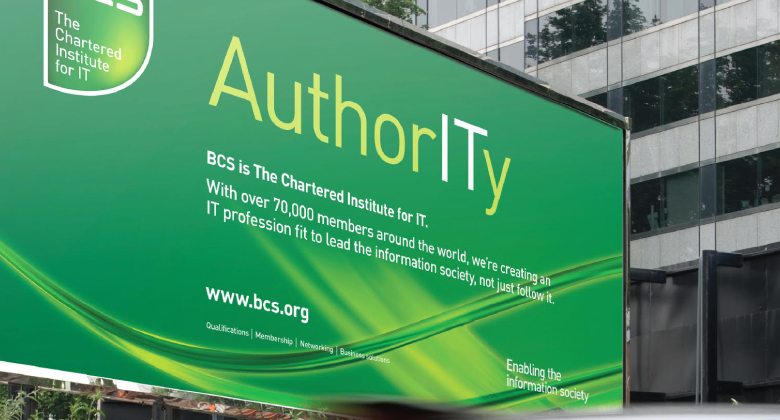 The
Chartered
Institute
for IT
AuthorITy
BCS is The Chartered Institute for IT.
With over 70,000 members around the world, we're creating an
IT profession fit to lead the information society, not just follow it.
www.bcs.org
Qualifications | Membership | Networking | Business solutions
Enabling the
information society